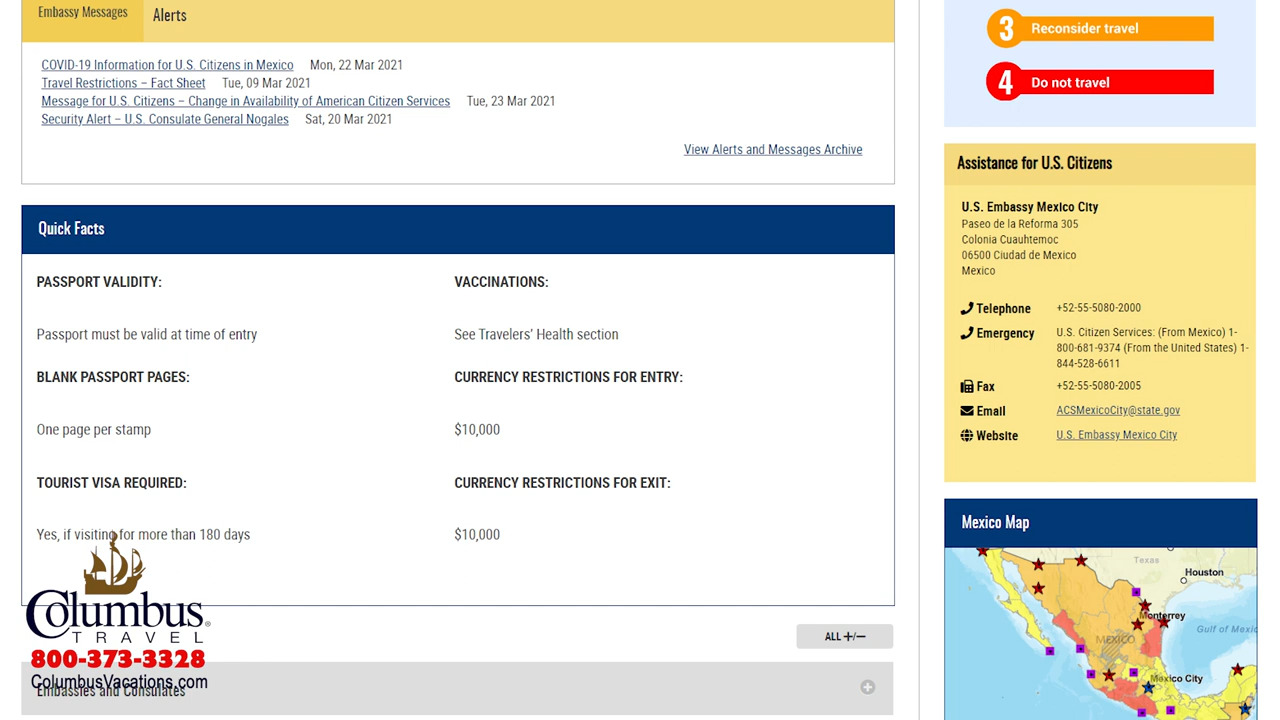 Embassy Messages
Alerts
COVID-19 Information for U.S. Citizens in Mexico Mon, 22 Mar 2021
Travel Restrictions – Fact Sheet Tue, 09 Mar 2021
Message for U.S. Citizens – Change in Availability of American Citizen Services Tue, 23 Mar 2021
Security Alert – U.S. Consulate General Nogales Sat, 20 Mar 2021
View Alerts and Messages Archive
Quick Facts
PASSPORT VALIDITY:
Passport must be valid at time of entry
BLANK PASSPORT PAGES:
One page per stamp
TOURIST VISA REQUIRED:
Yes, if visiting for more than 180 days
VACCINATIONS:
See Travelers' Health section
CURRENCY RESTRICTIONS FOR ENTRY:
$10,000
CURRENCY RESTRICTIONS FOR EXIT:
$10,000
ALL +/−
Embassies and Consulates
COLUMBUS®
TRAVEL
800-373-3328
ColumbusVacations.com
3 Reconsider travel
4 Do not travel
Assistance for U.S. Citizens
U.S. Embassy Mexico City
Paseo de la Reforma 305
Colonia Cuauhtemoc
06500 Ciudad de Mexico
Mexico
Telephone +52-55-5080-2000
Emergency U.S. Citizen Services: (From Mexico) 1-
800-681-9374 (From the United States) 1-
844-528-6611
Fax +52-55-5080-2005
Email ACSMexicoCity@state.gov
Website U.S. Embassy Mexico City
Mexico Map
Texas
Houston
Monterrey
MEXICO
Gulf of Mexic
Mexico City